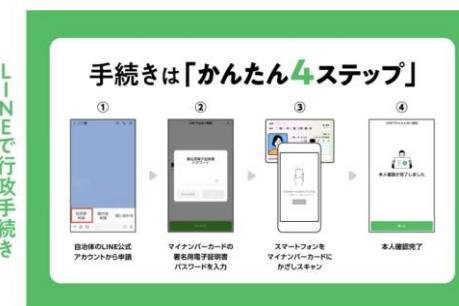 LINEで行政手続き
手続きは「かんたん4ステップ」
①
②
③
④
自治体のLINE公式
アカウントから申請
マイナンバーカードの
署名用電子証明書
パスワードを入力
スマートフォンを
マイナンバーカードに
かざしスキャン
本人確認が完了しました
本人確認完了